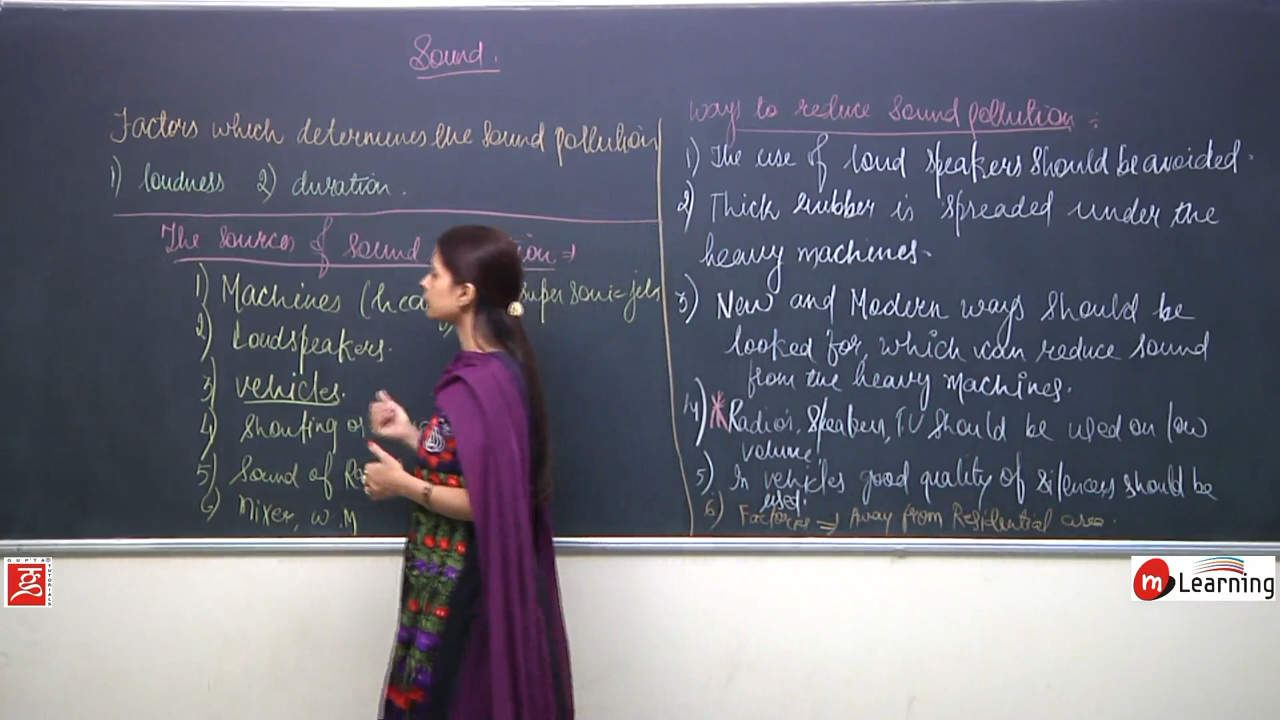 Sound.
Factors which determines the sound pollution
1) loudness 2) duration.
The sources of sound
1) Machines
super sonic jets
2) Loudspeakers.
3) vehicles.
4) Shouting or
5) Sound of
6) Mixer, W.M
Ways to reduce sound pollution :
1) The use of loud speakers should be avoided.
2) Thick rubber is spreaded under the
heavy machines.
3) New and Modern ways should be
looked for, which can reduce sound
from the heavy machines.
4) Radio's, Speakers, T.V should be used on low
volume
5) In vehicles good quality of silencers should be
used.
6) Factories ⇒ Away from Residential area.
GUPTA TUTORIALS
m Learning